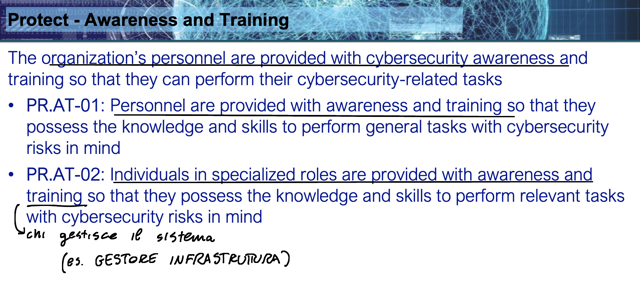 Protect - Awareness and Training
The organization's personnel are provided with cybersecurity awareness and
training so that they can perform their cybersecurity-related tasks
• PR.AT-01: Personnel are provided with awareness and training so that they
possess the knowledge and skills to perform general tasks with cybersecurity
risks in mind
• PR.AT-02: Individuals in specialized roles are provided with awareness and
training so that they possess the knowledge and skills to perform relevant tasks
with cybersecurity risks in mind
chi gestisce il sistema
(es. GESTORE INFRASTRUTURA)